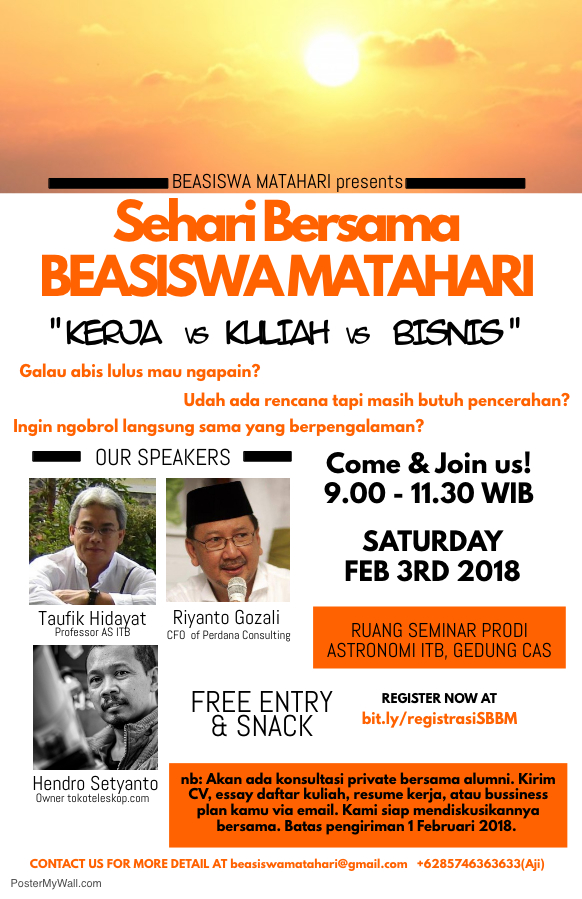 BEASISWA MATAHARI presents
Sehari Bersama
BEASISWA MATAHARI
"KERJA vs KULIAH vs BISNIS"
Galau abis lulus mau ngapain?
Udah ada rencana tapi masih butuh pencerahan?
Ingin ngobrol langsung sama yang berpengalaman?
OUR SPEAKERS
Taufik Hidayat
Professor AS ITB
Riyanto Gozali
CFO of Perdana Consulting
Hendro Setyanto
Owner tokoteleskop.com
Come & Join us!
9.00 - 11.30 WIB
SATURDAY
FEB 3RD 2018
RUANG SEMINAR PRODI
ASTRONOMI ITB, GEDUNG CAS
FREE ENTRY
& SNACK
REGISTER NOW AT
bit.ly/registrasiSBBM
nb: Akan ada konsultasi private bersama alumni. Kirim
CV, essay daftar kuliah, resume kerja, atau bussiness
plan kamu via email. Kami siap mendiskusikannya
bersama. Batas pengiriman 1 Februari 2018.
CONTACT US FOR MORE DETAIL AT beasiswamatahari@gmail.com +6285746363633(Aji)
PosterMyWall.com